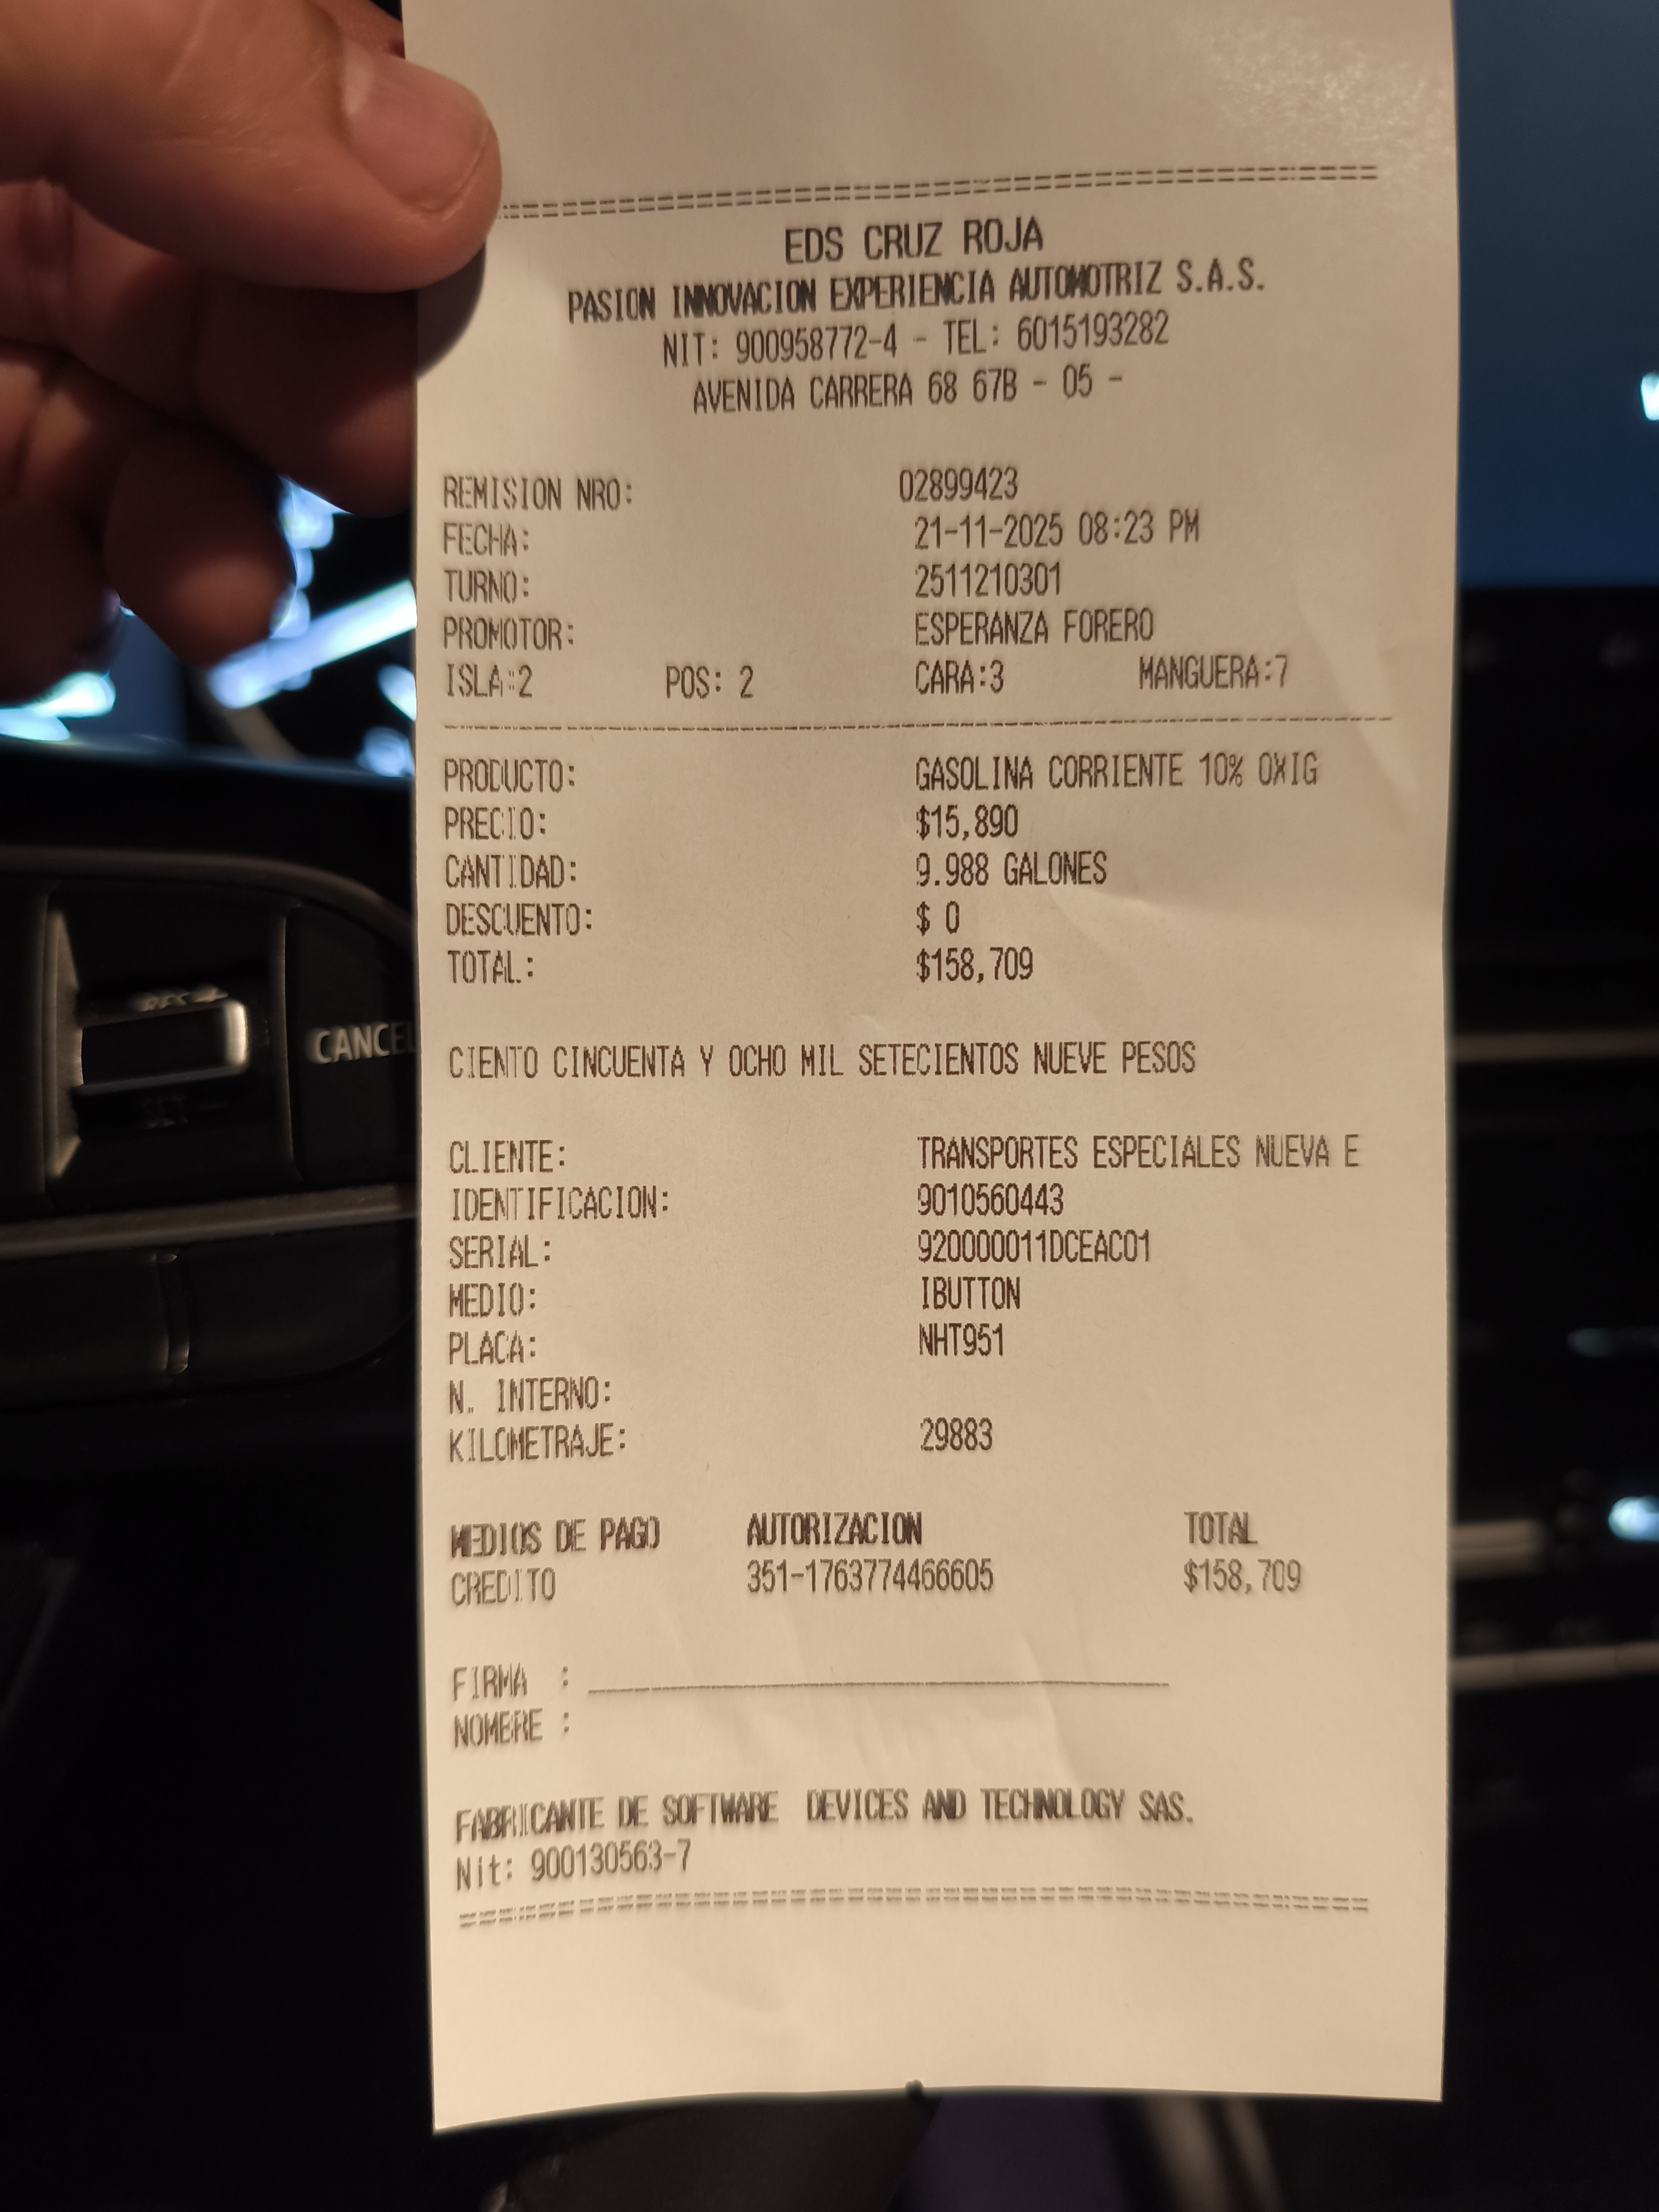 EDS CRUZ ROJA
PASION INNOVACION EXPERIENCIA AUTOMOTRIZ S.A.S.
NIT: 900958772-4 - TEL: 6015193282
AVENIDA CARRERA 68 67B - 05 -
REMISION NRO: 02899423
FECHA: 21-11-2025 08:23 PM
TURNO: 2511210301
PROMOTOR: ESPERANZA FORERO
ISLA:2 POS: 2 CARA:3 MANGUERA:7
PRODUCTO: GASOLINA CORRIENTE 10% OXIG
PRECIO: $15,890
CANTIDAD: 9.988 GALONES
DESCUENTO: $ 0
TOTAL: $158,709
CIENTO CINCUENTA Y OCHO MIL SETECIENTOS NUEVE PESOS
CLIENTE: TRANSPORTES ESPECIALES NUEVA E
IDENTIFICACION: 9010560443
SERIAL: 920000011DCEAC01
MEDIO: IBUTTON
PLACA: NHT951
N. INTERNO:
KILOMETRAJE: 29883
MEDIOS DE PAGO AUTORIZACION TOTAL
CREDITO 351-1763774466605 $158,709
FIRMA :
NOMBRE :
FABRICANTE DE SOFTWARE DEVICES AND TECHNOLOGY SAS.
Nit: 900130563-7
RES +
CANCEL
SET -